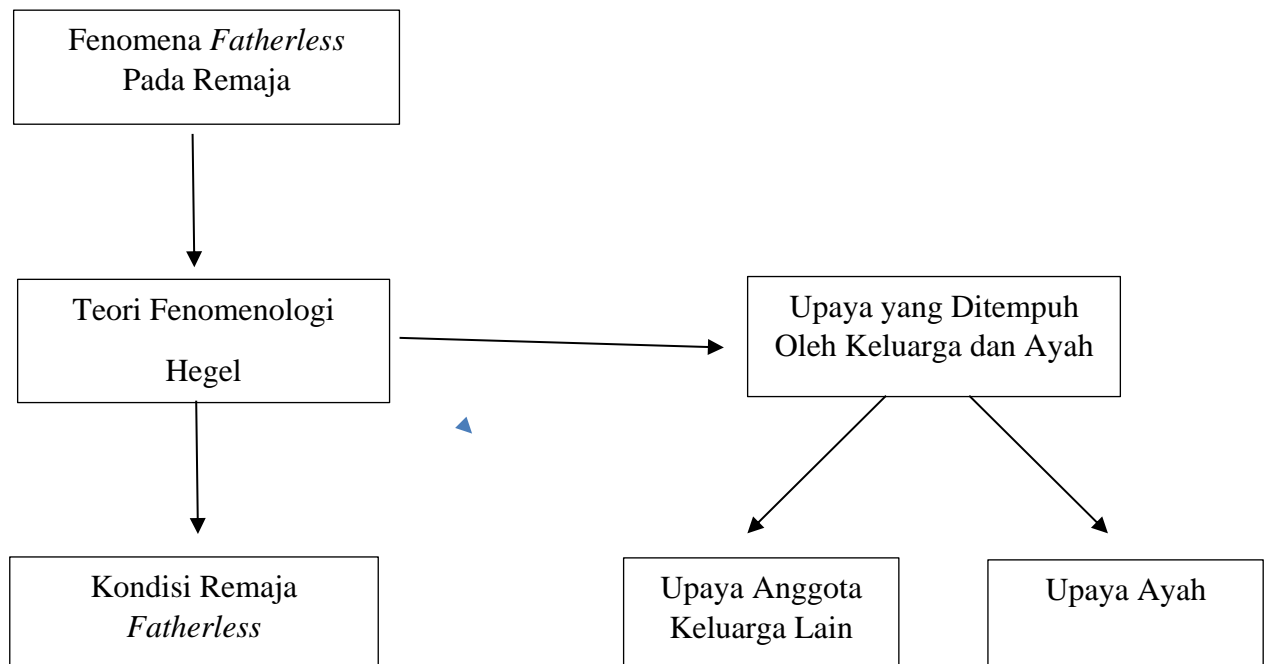 Fenomena Fatherless
Pada Remaja
Teori Fenomenologi
Hegel
Upaya yang Ditempuh
Oleh Keluarga dan Ayah
Kondisi Remaja
Fatherless
Upaya Anggota
Keluarga Lain
Upaya Ayah